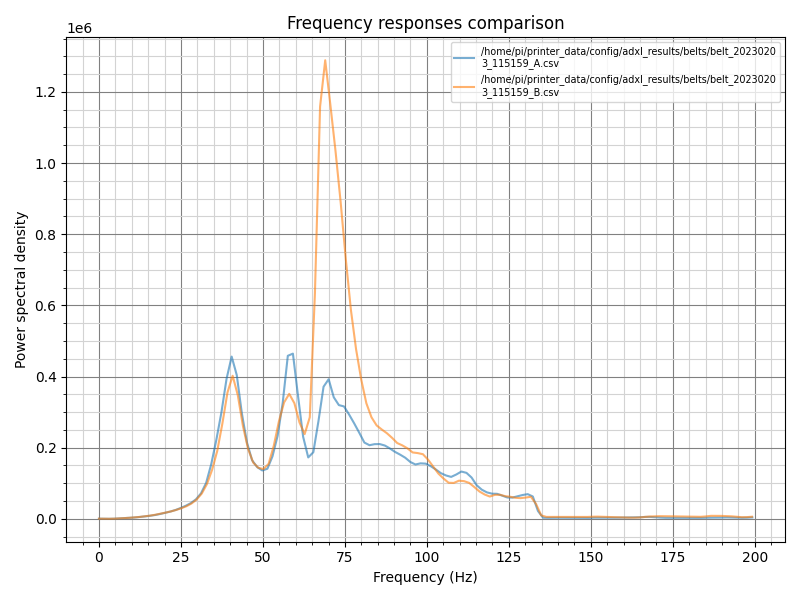 Frequency responses comparison
1e6
/home/pi/printer_data/config/adxl_results/belts/belt_2023020
3_115159_A.csv
/home/pi/printer_data/config/adxl_results/belts/belt_2023020
3_115159_B.csv
1.2
1.0
0.8
0.6
0.4
0.2
0.0
Power spectral density
0 25 50 75 100 125 150 175 200
Frequency (Hz)